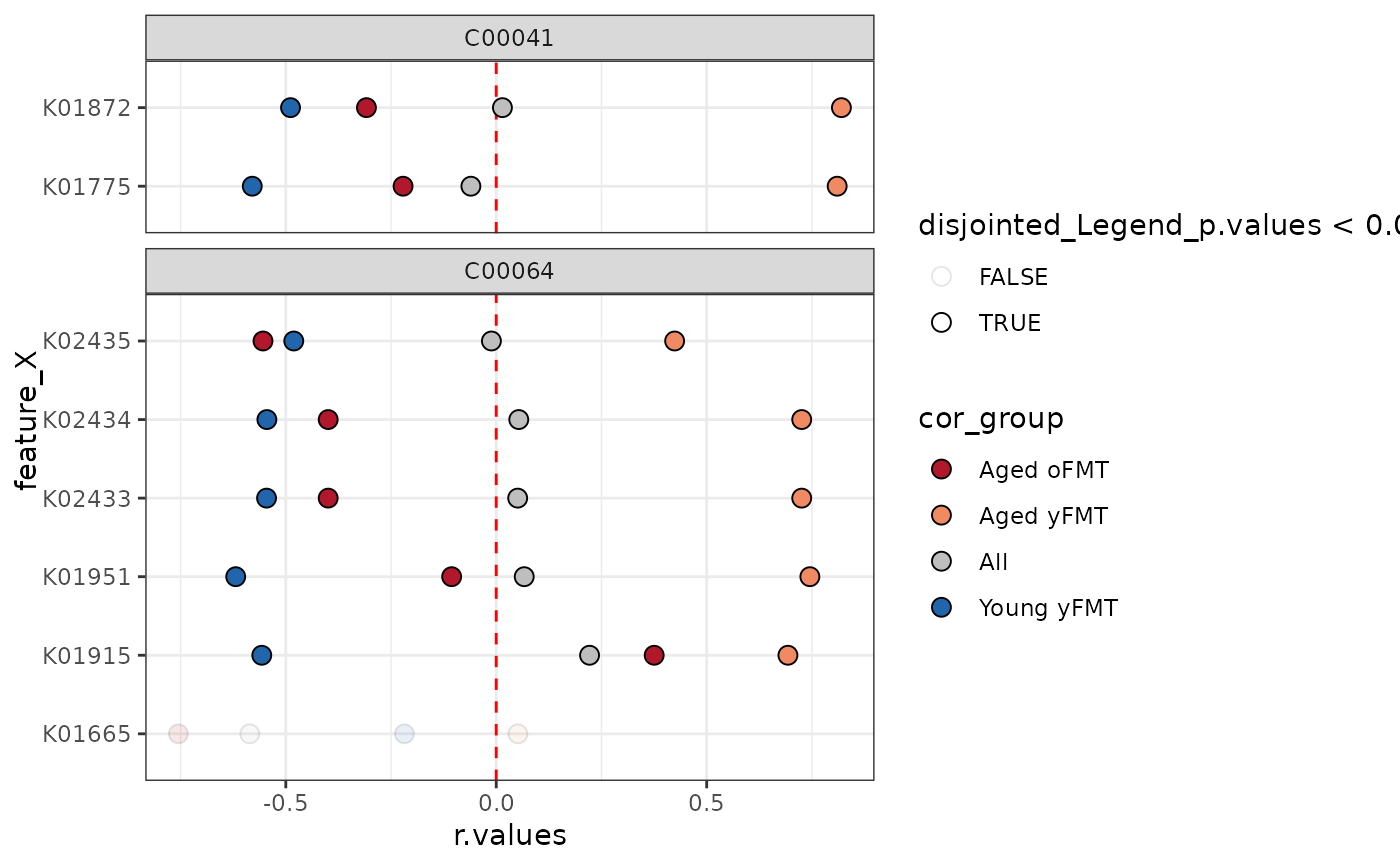 C00041
K01872
K01775
C00064
K02435
K02434
K02433
K01951
K01915
K01665
feature_X
-0.5 0.0 0.5
r.values
disjointed_Legend_p.values < 0.0
FALSE
TRUE
cor_group
Aged oFMT
Aged yFMT
All
Young yFMT